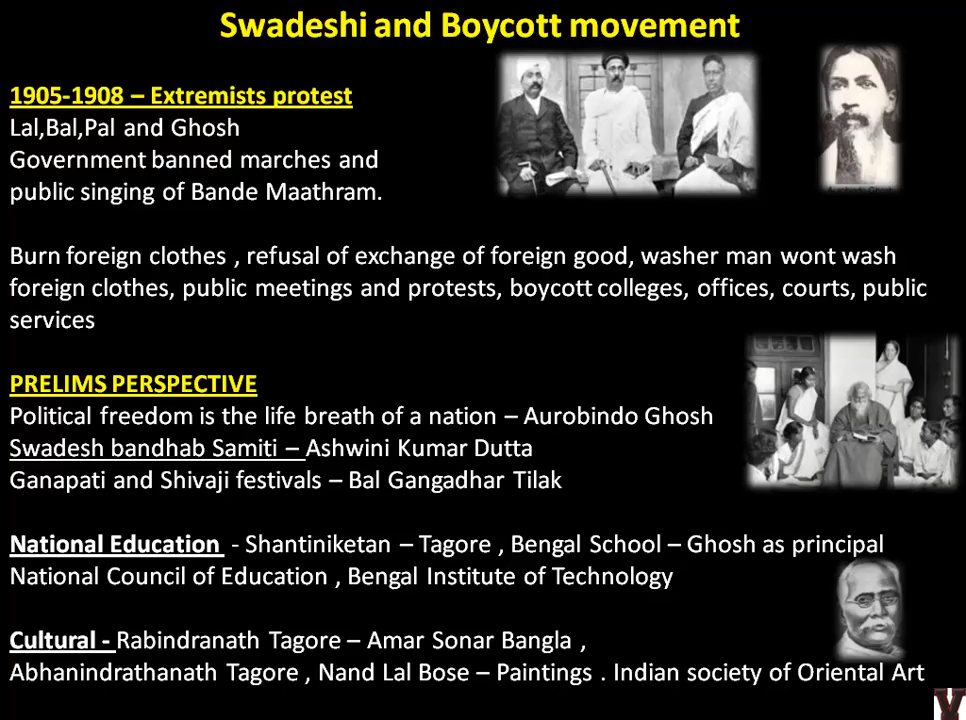 Swadeshi and Boycott movement
1905-1908 – Extremists protest
Lal,Bal,Pal and Ghosh
Government banned marches and
public singing of Bande Maathram.
Burn foreign clothes , refusal of exchange of foreign good, washer man wont wash
foreign clothes, public meetings and protests, boycott colleges, offices, courts, public
services
PRELIMS PERSPECTIVE
Political freedom is the life breath of a nation – Aurobindo Ghosh
Swadesh bandhab Samiti – Ashwini Kumar Dutta
Ganapati and Shivaji festivals – Bal Gangadhar Tilak
National Education - Shantiniketan – Tagore , Bengal School – Ghosh as principal
National Council of Education , Bengal Institute of Technology
Cultural - Rabindranath Tagore – Amar Sonar Bangla ,
Abhanindrathanath Tagore , Nand Lal Bose – Paintings . Indian society of Oriental Art